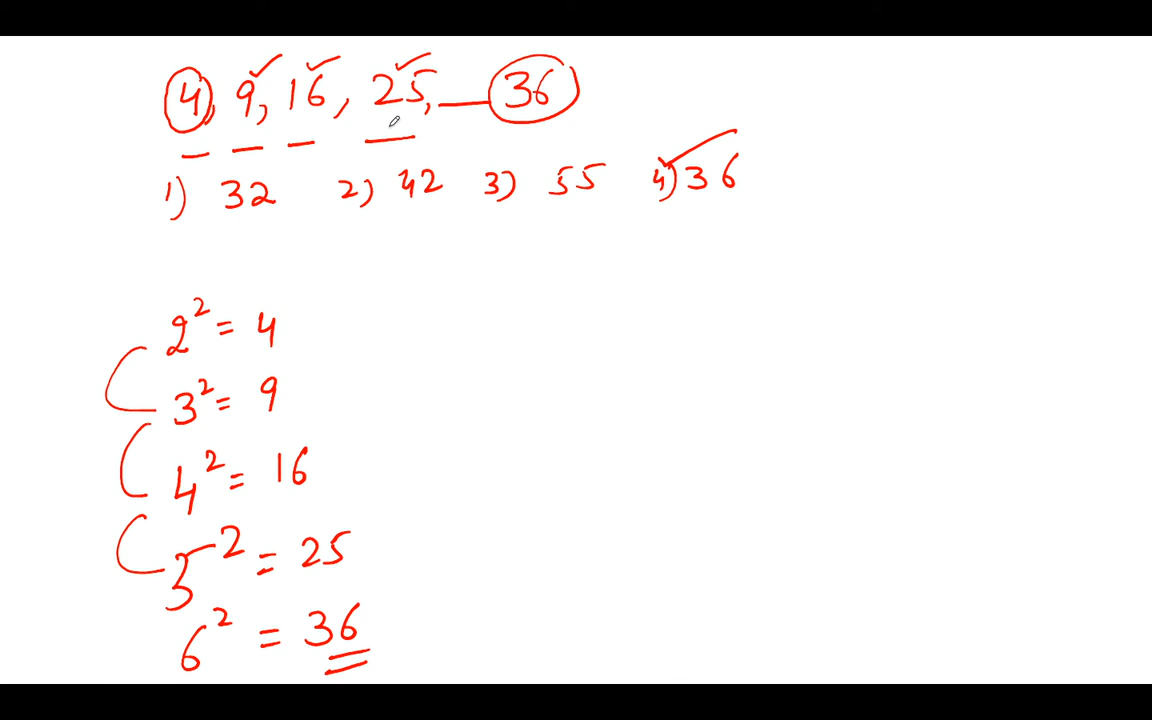 4, 9, 16, 25, __ 36
1) 32 2) 42 3) 55 4) 36
2² = 4
3² = 9
4² = 16
5² = 25
6² = 36